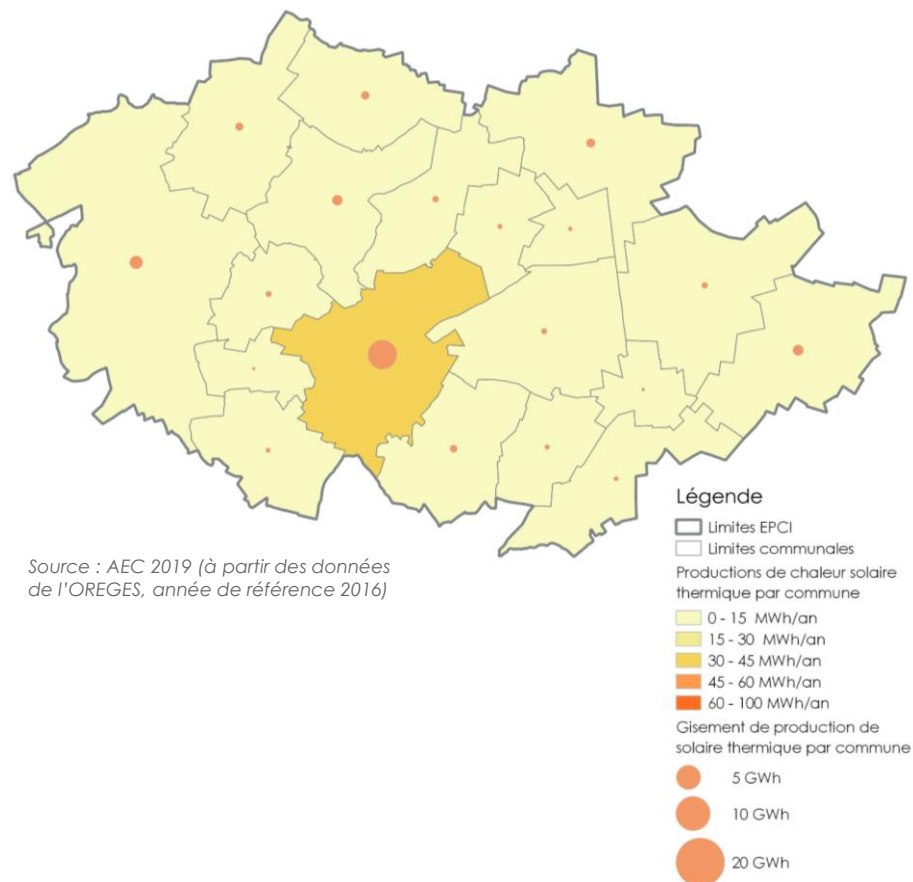 Source : AEC 2019 (à partir des données
de l'OREGES, année de référence 2016)
Légende
Limites EPCI
Limites communales
Productions de chaleur solaire
thermique par commune
0 - 15 MWh/an
15 - 30 MWh/an
30 - 45 MWh/an
45 - 60 MWh/an
60 - 100 MWh/an
Gisement de production de
solaire thermique par commune
5 GWh
10 GWh
20 GWh